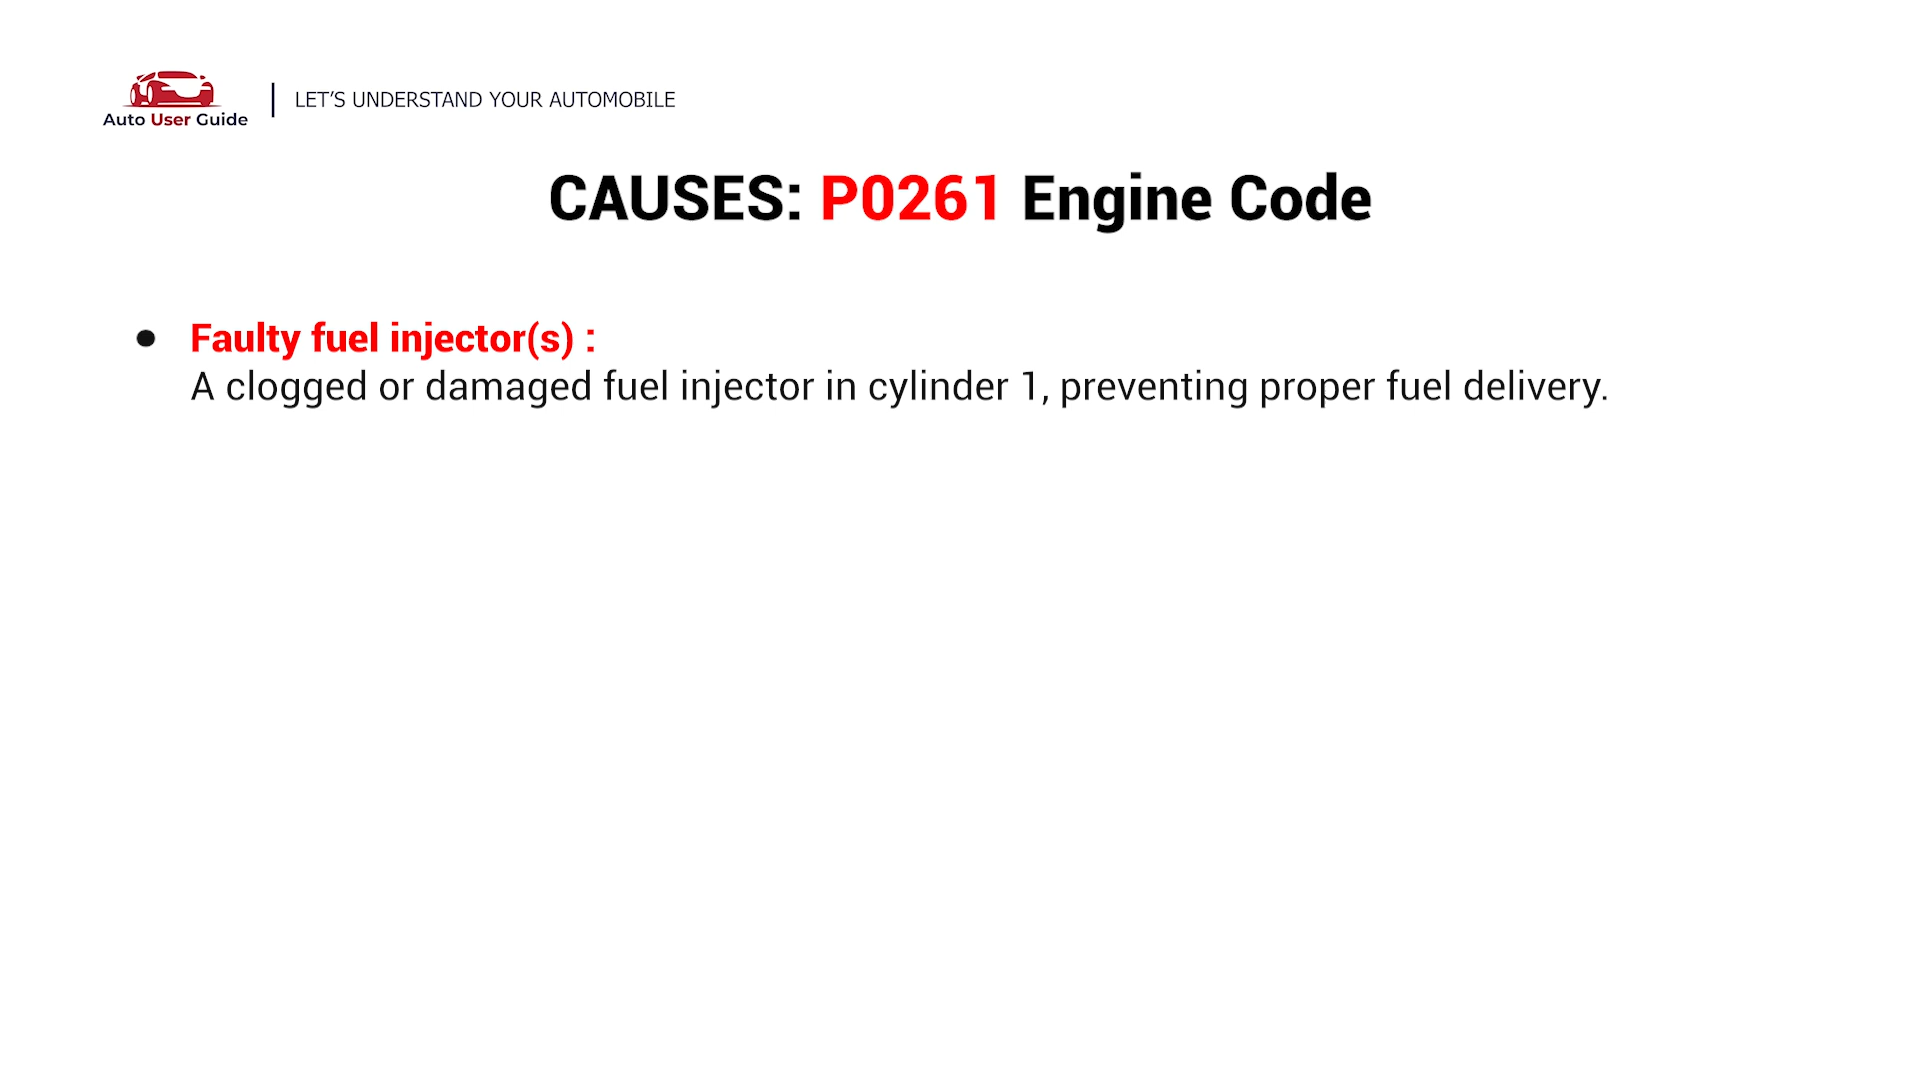 Auto User Guide
LET'S UNDERSTAND YOUR AUTOMOBILE
CAUSES: P0261 Engine Code
● Faulty fuel injector(s) :
A clogged or damaged fuel injector in cylinder 1, preventing proper fuel delivery.